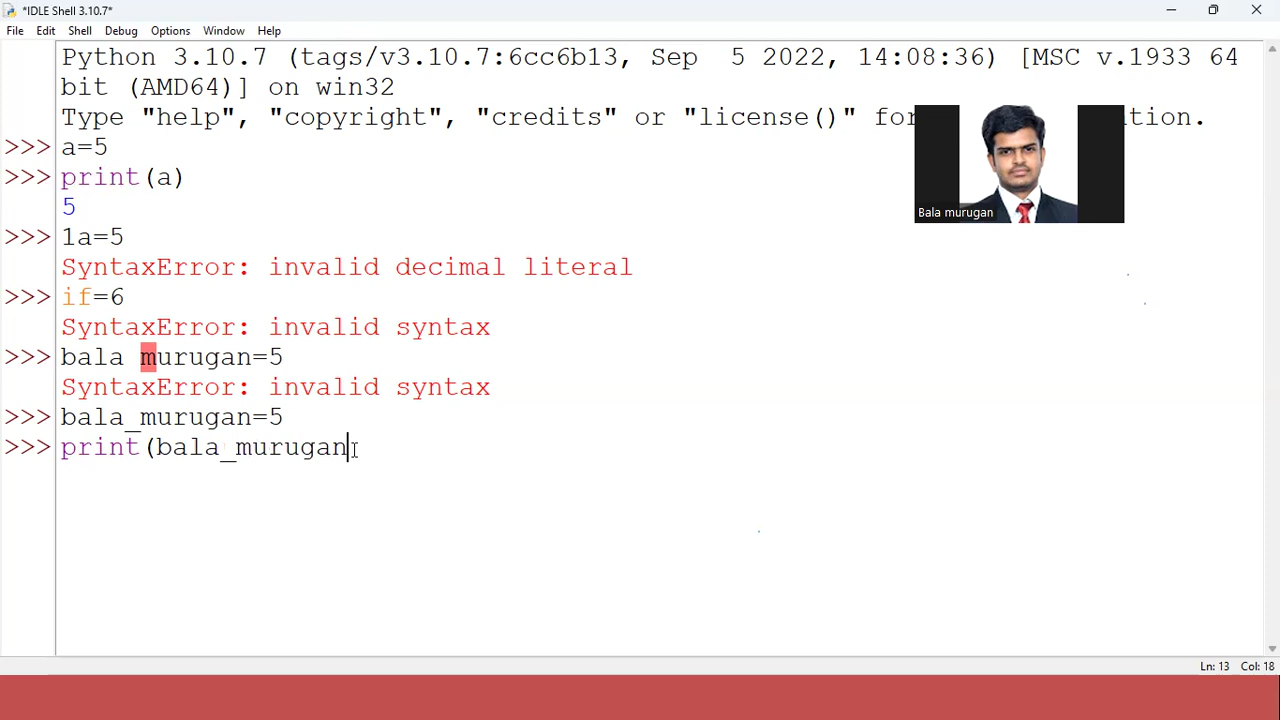 *IDLE Shell 3.10.7*
File Edit Shell Debug Options Window Help
Python 3.10.7 (tags/v3.10.7:6cc6b13, Sep 5 2022, 14:08:36) [MSC v.1933 64
bit (AMD64)] on win32
Type "help", "copyright", "credits" or "license()" for tion.
>>> a=5
>>> print(a)
5
>>> 1a=5
SyntaxError: invalid decimal literal
>>> if=6
SyntaxError: invalid syntax
>>> bala murugan=5
SyntaxError: invalid syntax
>>> bala_murugan=5
>>> print(bala_murugan
Bala murugan
Ln: 13 Col: 18